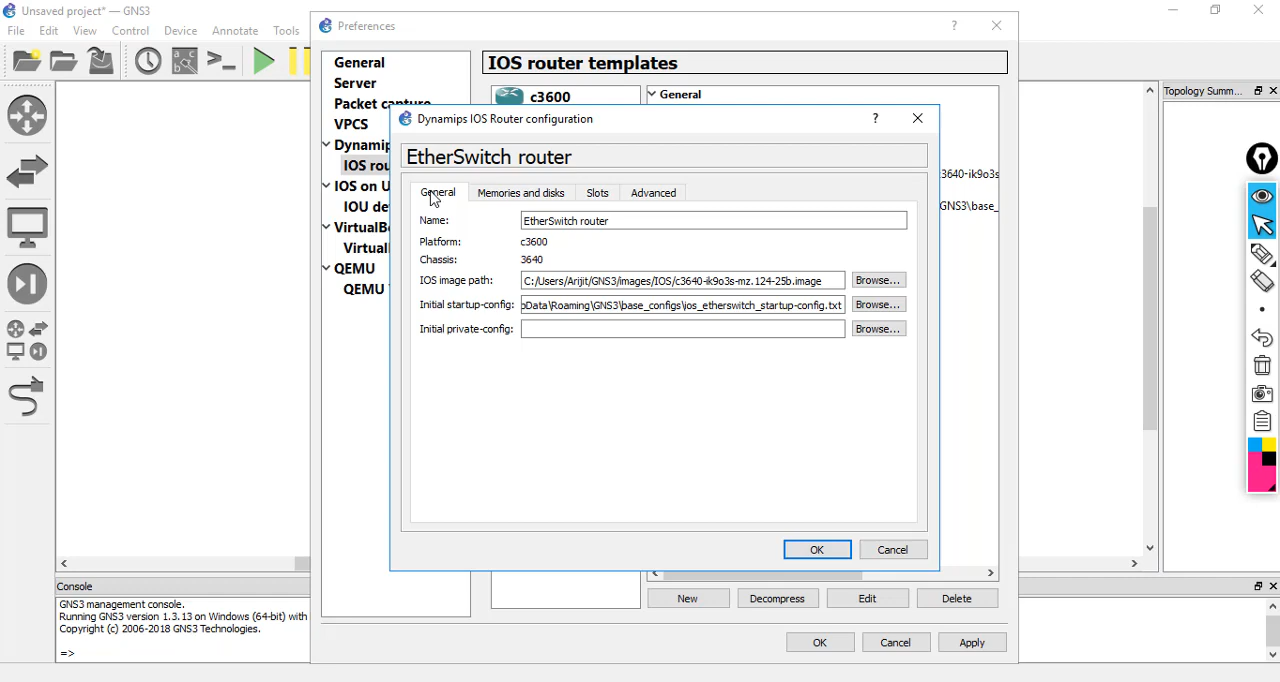 Unsaved project* — GNS3
File Edit View Control Device Annotate Tools
Preferences
General
Server
Packet capture
VPCS
Dynamip
IOS rou
IOS on U
IOU de
VirtualBo
Virtual
QEMU
QEMU
IOS router templates
c3600
General
3640-ik9o3s
GNS3\base_
Dynamips IOS Router configuration
EtherSwitch router
General Memories and disks Slots Advanced
Name: EtherSwitch router
Platform: c3600
Chassis: 3640
IOS image path: C:/Users/Arijit/GNS3/images/IOS/c3640-ik9o3s-mz.124-25b.image Browse...
Initial startup-config: oData\Roaming\GNS3\base_configs\ios_etherswitch_startup-config.txt Browse...
Initial private-config: Browse...
OK Cancel
New Decompress Edit Delete
OK Cancel Apply
Topology Summ...
Console
GNS3 management console.
Running GNS3 version 1.3.13 on Windows (64-bit) with
Copyright (c) 2006-2018 GNS3 Technologies.
=>